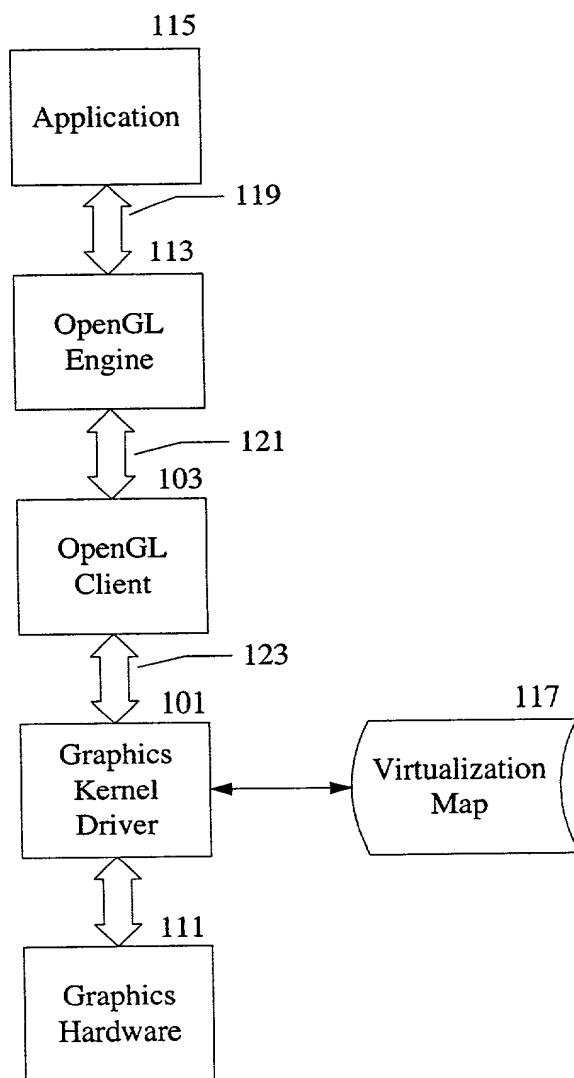 115
Application
119
113
OpenGL
Engine
121
103
OpenGL
Client
123
101
117
Graphics
Kernel
Driver
Virtualization
Map
111
Graphics
Hardware